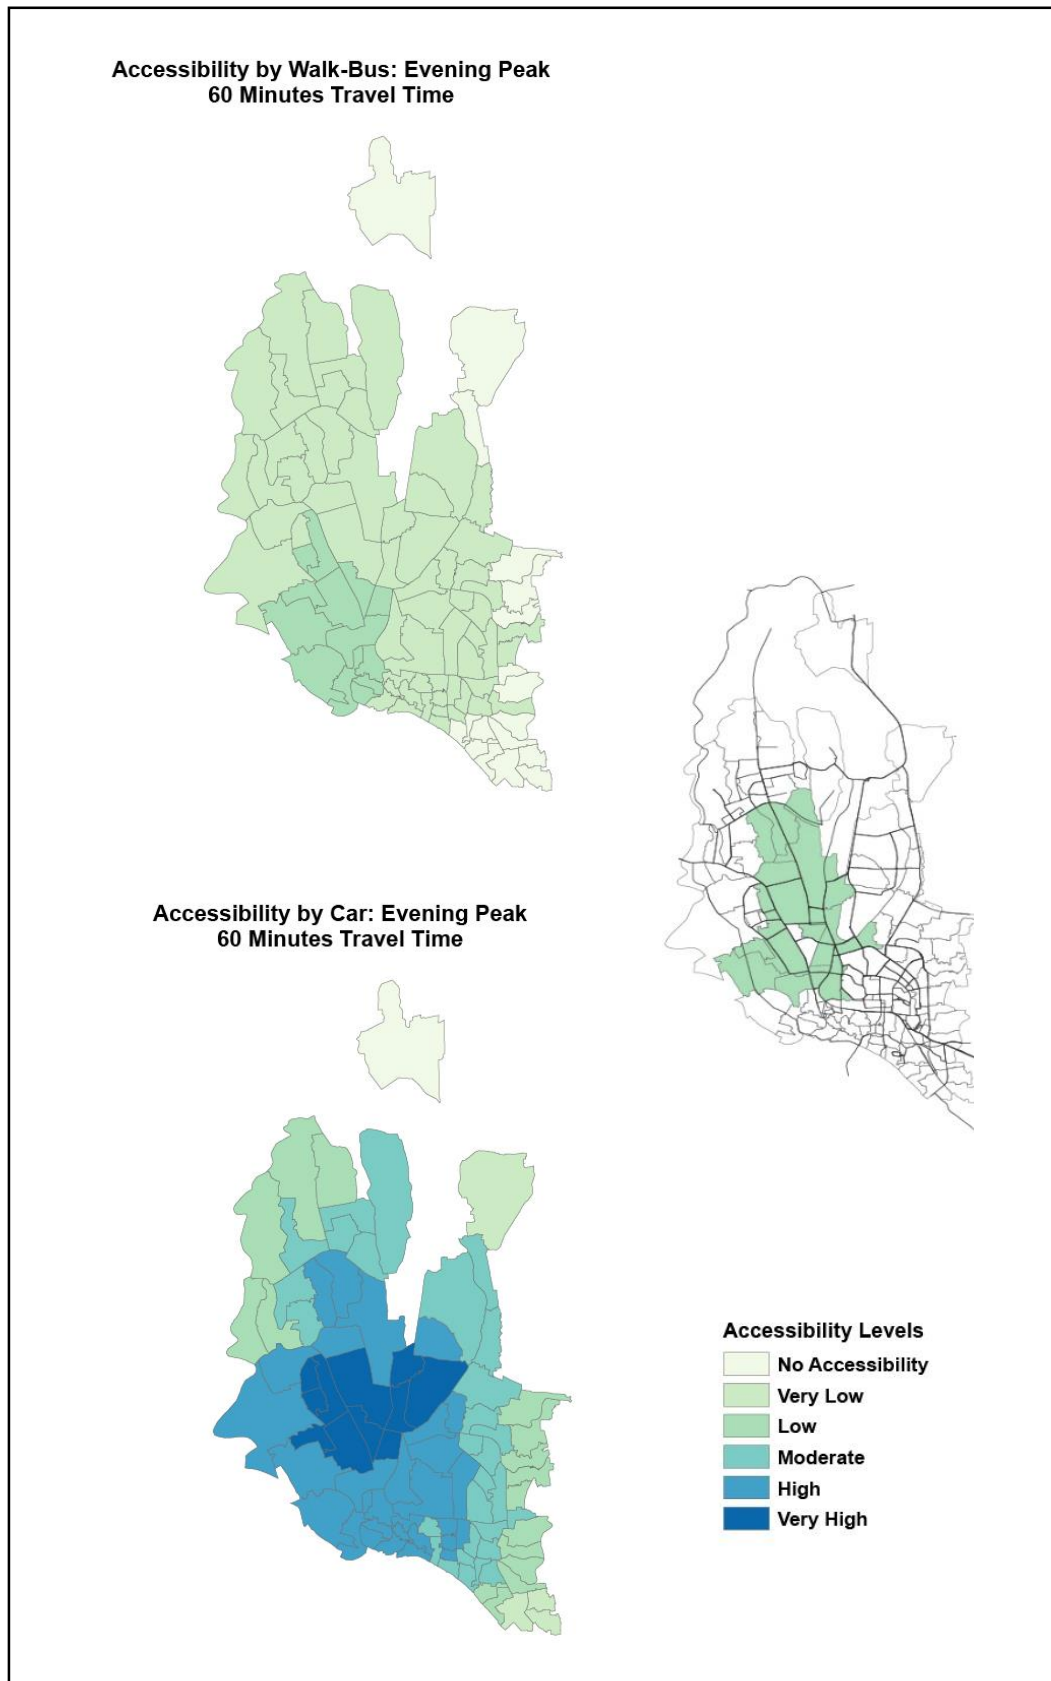 Accessibility by Walk-Bus: Evening Peak
60 Minutes Travel Time
Accessibility by Car: Evening Peak
60 Minutes Travel Time
Accessibility Levels
No Accessibility
Very Low
Low
Moderate
High
Very High